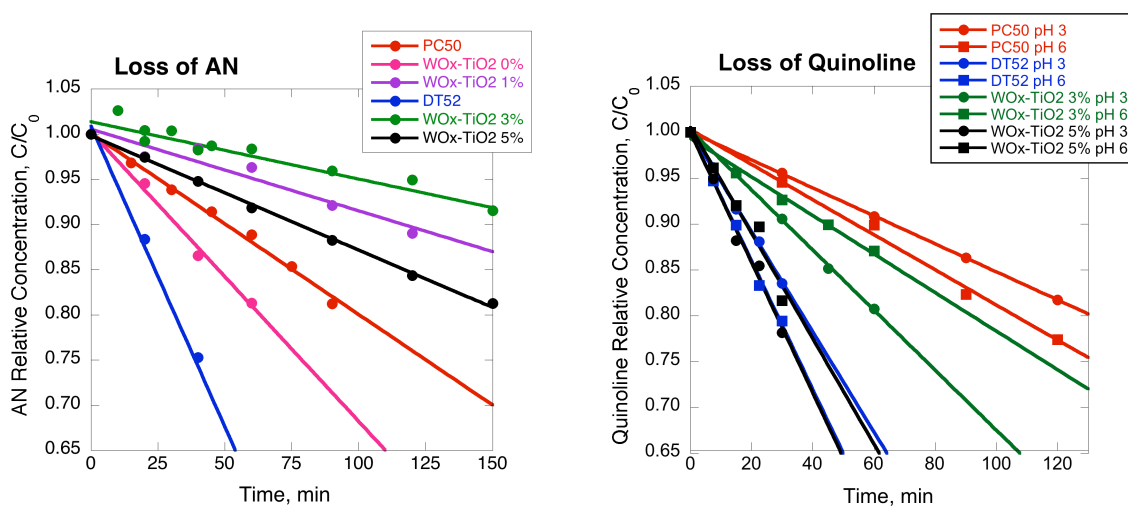 Loss of AN
PC50
WOx-TiO2 0%
WOx-TiO2 1%
DT52
WOx-TiO2 3%
WOx-TiO2 5%
AN Relative Concentration, C/C0
1.05
1.00
0.95
0.90
0.85
0.80
0.75
0.70
0.65
0 25 50 75 100 125 150
Time, min
Loss of Quinoline
PC50 pH 3
PC50 pH 6
DT52 pH 3
DT52 pH 6
WOx-TiO2 3% pH 3
WOx-TiO2 3% pH 6
WOx-TiO2 5% pH 3
WOx-TiO2 5% pH 6
Quinoline Relative Concentration, C/C0
1.05
1.00
0.95
0.90
0.85
0.80
0.75
0.70
0.65
0 20 40 60 80 100 120
Time, min